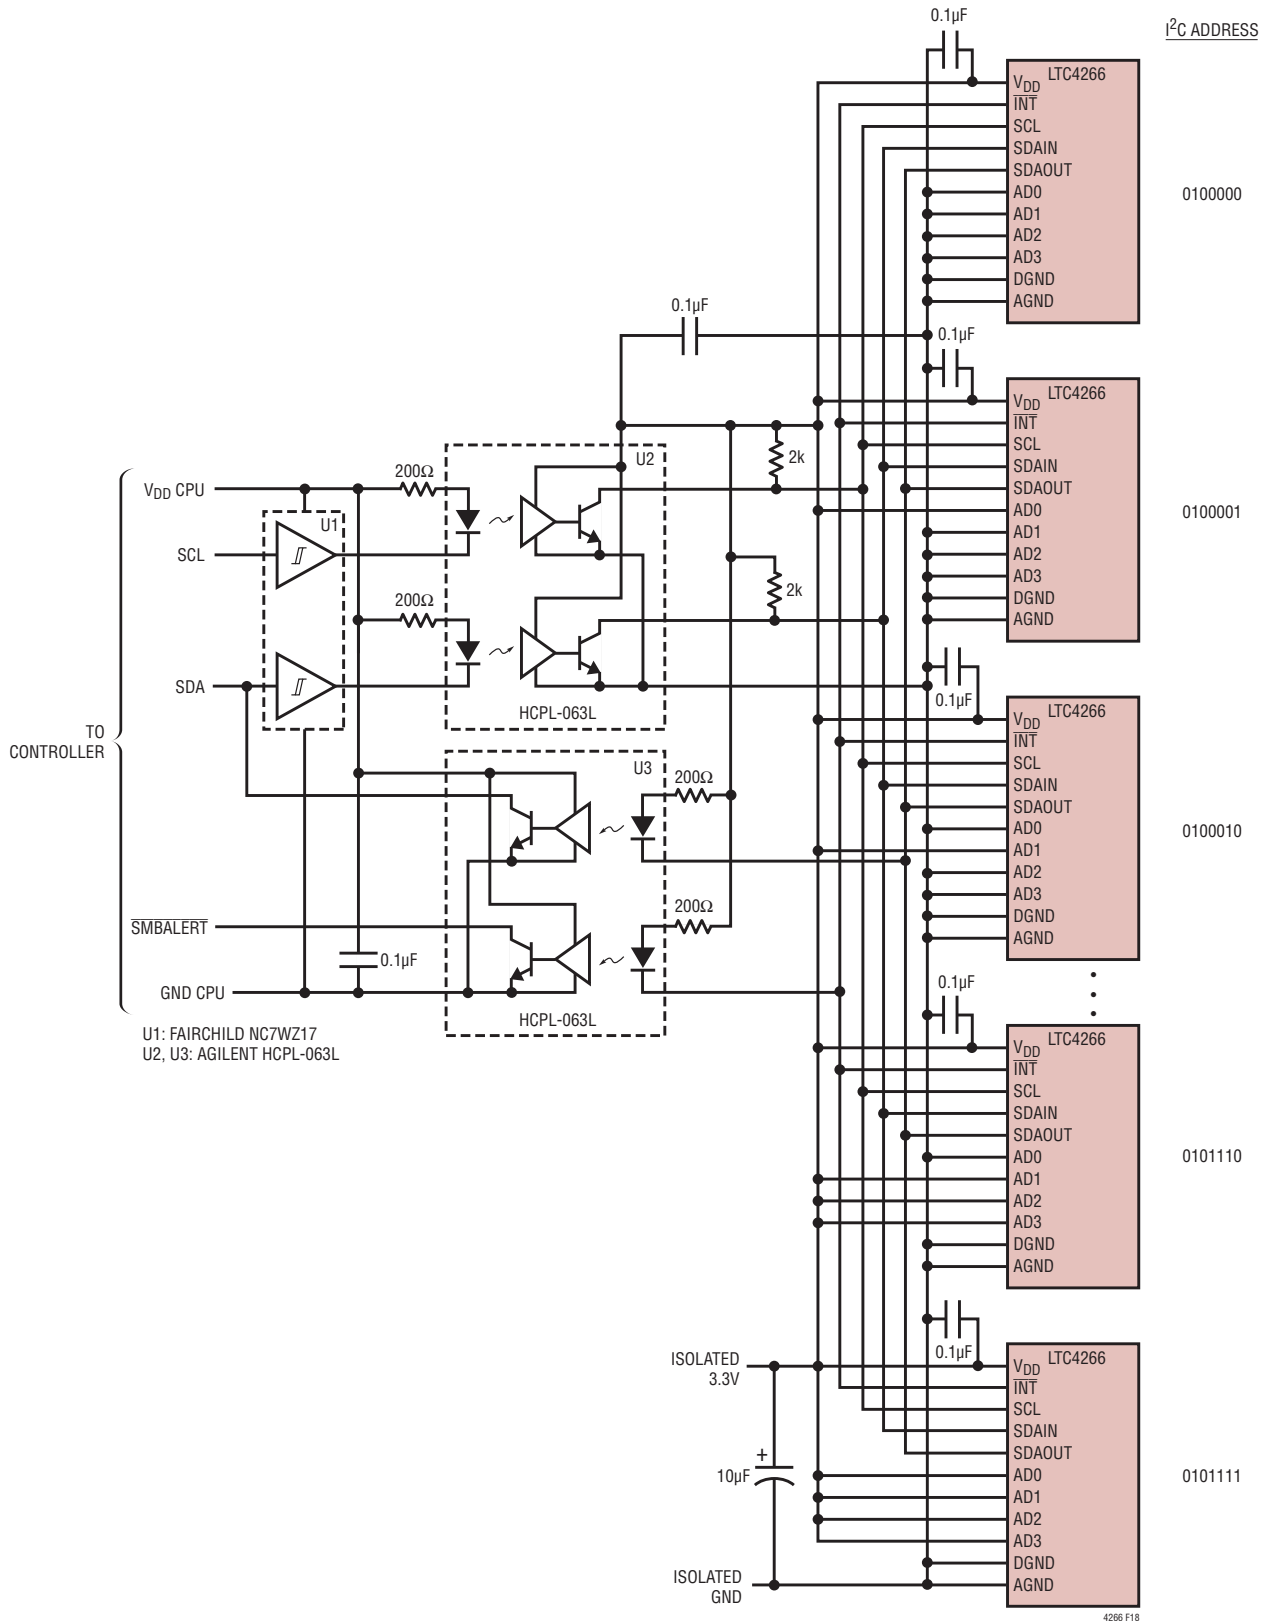 0.1µF
I2C ADDRESS
LTC4266
VDD
INT
SCL
SDAIN
SDAOUT
AD0
AD1
AD2
AD3
DGND
AGND
0100000
0.1µF
0.1µF
LTC4266
VDD
INT
SCL
SDAIN
SDAOUT
AD0
AD1
AD2
AD3
DGND
AGND
0100001
U2
2k
200Ω
VDD CPU
U1
SCL
2k
200Ω
SDA
HCPL-063L
TO
CONTROLLER
0.1µF
LTC4266
VDD
INT
SCL
SDAIN
SDAOUT
AD0
AD1
AD2
AD3
DGND
AGND
0100010
U3
200Ω
200Ω
SMBALERT
0.1µF
GND CPU
HCPL-063L
U1: FAIRCHILD NC7WZ17
U2, U3: AGILENT HCPL-063L
0.1µF
LTC4266
VDD
INT
SCL
SDAIN
SDAOUT
AD0
AD1
AD2
AD3
DGND
AGND
0101110
0.1µF
ISOLATED
3.3V
LTC4266
VDD
INT
SCL
SDAIN
SDAOUT
AD0
AD1
AD2
AD3
DGND
AGND
0101111
+
10µF
ISOLATED
GND
4266 F18